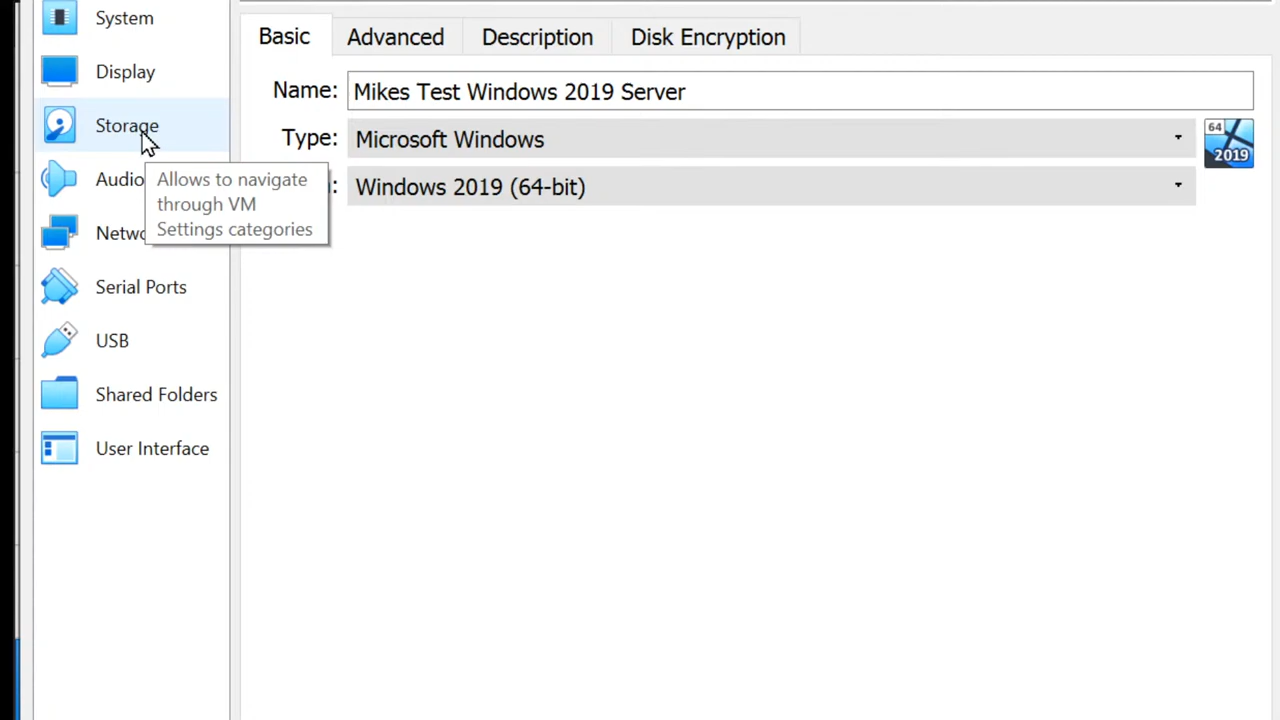 System
Display
Storage
Audio
Netwo
Serial Ports
USB
Shared Folders
User Interface
Allows to navigate
through VM
Settings categories
Basic
Advanced
Description
Disk Encryption
Name: Mikes Test Windows 2019 Server
Type: Microsoft Windows
64
2019
: Windows 2019 (64-bit)